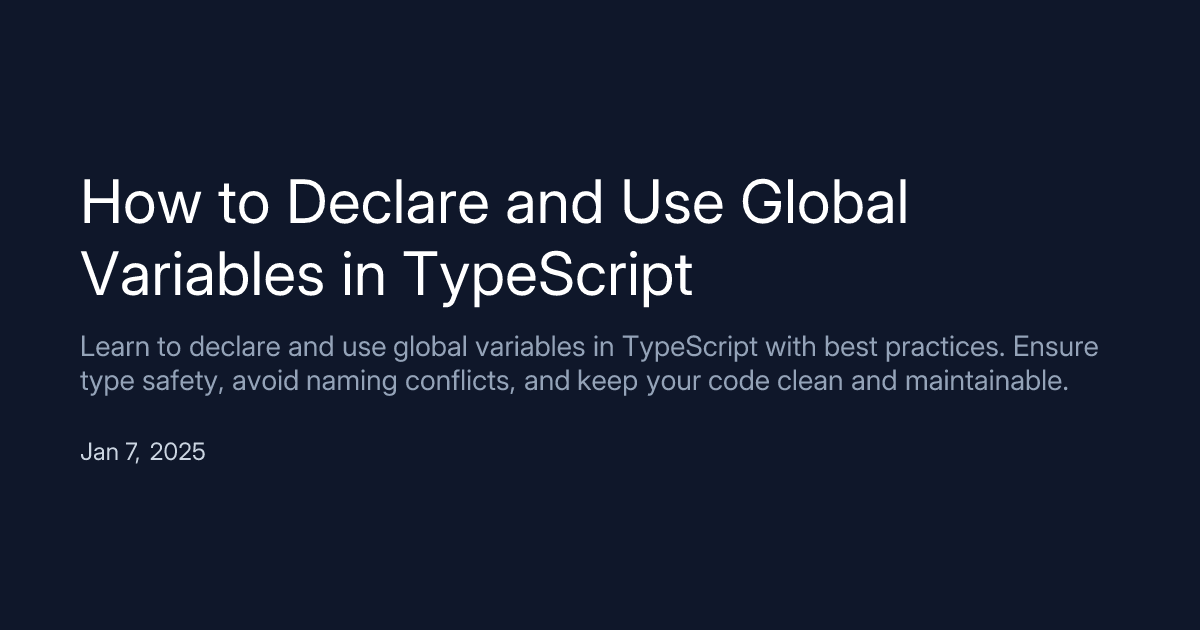 How to Declare and Use Global
Variables in TypeScript
Learn to declare and use global variables in TypeScript with best practices. Ensure
type safety, avoid naming conflicts, and keep your code clean and maintainable.
Jan 7, 2025